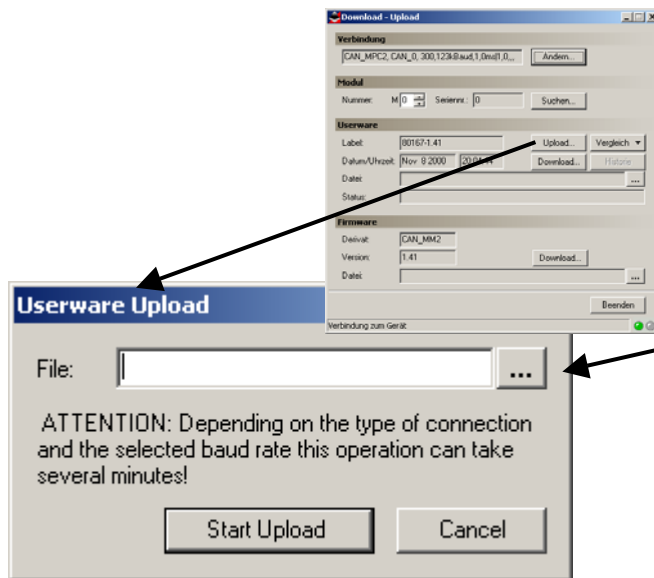 Download - Upload
Verbindung
CAN_MPC2, CAN_0, 300,123kBaud,1,0ms|1,0,,, Ändern...
Modul
Nummer: M 0 Seriennr.: 0 Suchen...
Userware
Label: 80167-1.41 Upload... Vergleich
Datum/Uhrzeit: Nov 8 2000 Download... Historie
Datei: ...
Status:
Firmware
Derivat: CAN_MM2
Version: 1.41 Download...
Datei: ...
Beenden
Verbindung zum Gerät
Userware Upload
File: ...
ATTENTION: Depending on the type of connection
and the selected baud rate this operation can take
several minutes!
Start Upload Cancel